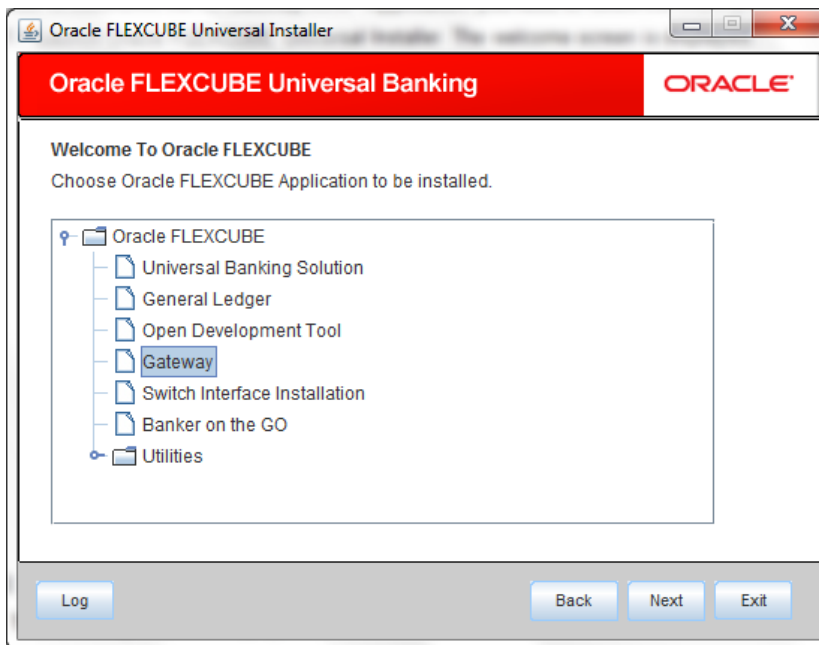 Oracle FLEXCUBE Universal Installer
Oracle FLEXCUBE Universal Banking
ORACLE
Welcome To Oracle FLEXCUBE
Choose Oracle FLEXCUBE Application to be installed.
Oracle FLEXCUBE
Universal Banking Solution
General Ledger
Open Development Tool
Gateway
Switch Interface Installation
Banker on the GO
Utilities
Log
Back
Next
Exit